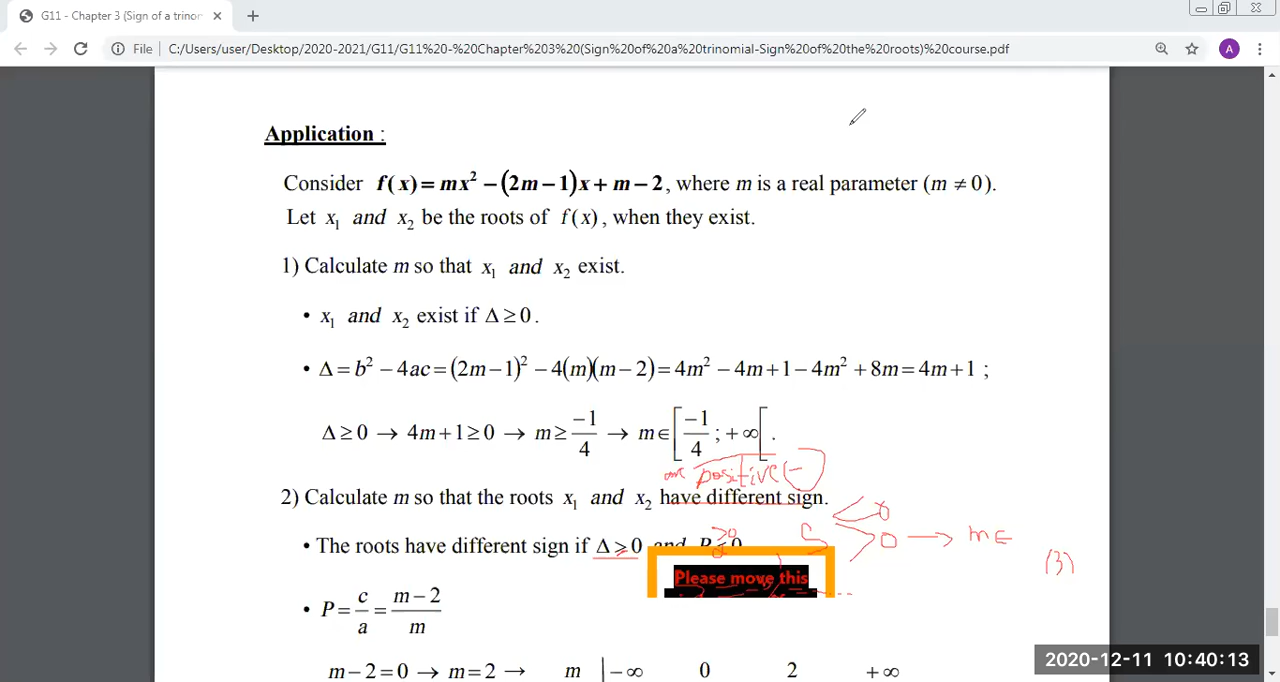 G11 - Chapter 3 (Sign of a trinor
File C:/Users/user/Desktop/2020-2021/G11/G11%20-%20Chapter%203%20(Sign%20of%20a%20trinomial-Sign%20of%20the%20roots)%20course.pdf
A
Application :
Consider f(x) = mx² − (2m − 1)x + m − 2, where m is a real parameter (m ≠ 0).
Let x₁ and x₂ be the roots of f(x), when they exist.
1) Calculate m so that x₁ and x₂ exist.
• x₁ and x₂ exist if Δ ≥ 0.
• Δ = b² − 4ac = (2m − 1)² − 4(m)(m − 2) = 4m² − 4m + 1 − 4m² + 8m = 4m + 1 ;
Δ ≥ 0 → 4m + 1 ≥ 0 → m ≥ −1/4 → m ∈ [−1/4 ; +∞[.
one positive (−
2) Calculate m so that the roots x₁ and x₂ have different sign.
• The roots have different sign if Δ > 0 and P < 0
S < 0
> 0 → m ∈
(3)
Please move this
• P = c/a = (m − 2)/m
m − 2 = 0 → m = 2 → m | −∞ 0 2 +∞
2020-12-11 10:40:13